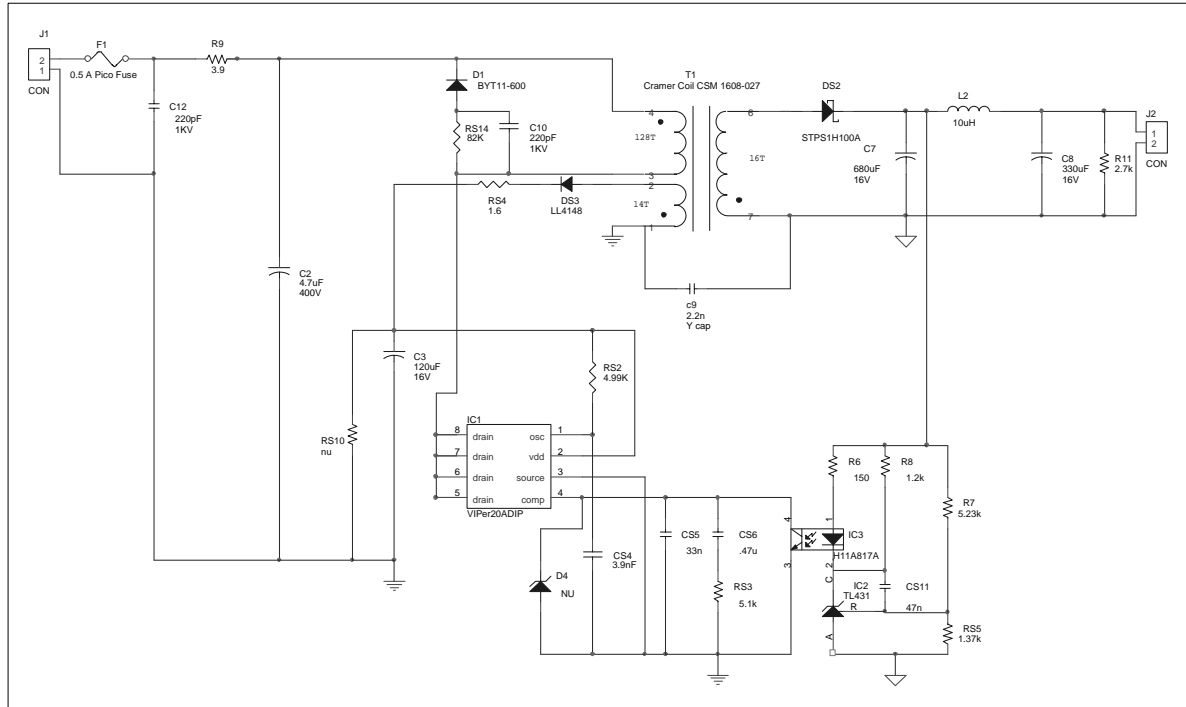 J1
2
1
CON
F1
0.5 A Pico Fuse
R9
3.9
C12
220pF
1KV
D1
BYT11-600
RS14
82K
C10
220pF
1KV
T1
Cramer Coil CSM 1608-027
4
128T
3
2
14T
1
6
16T
7
DS2
STPS1H100A
L2
10uH
J2
1
2
CON
C7
680uF
16V
C8
330uF
16V
R11
2.7k
RS4
1.6
DS3
LL4148
c9
2.2n
Y cap
C2
4.7uF
400V
C3
120uF
16V
RS10
nu
RS2
4.99K
IC1
8 drain osc 1
7 drain vdd 2
6 drain source 3
5 drain comp 4
VIPer20ADIP
D4
NU
CS4
3.9nF
CS5
33n
CS6
.47u
RS3
5.1k
4
3
1
2
IC3
H11A817A
R6
150
R8
1.2k
R7
5.23k
C
IC2
TL431
R
A
CS11
47n
RS5
1.37k